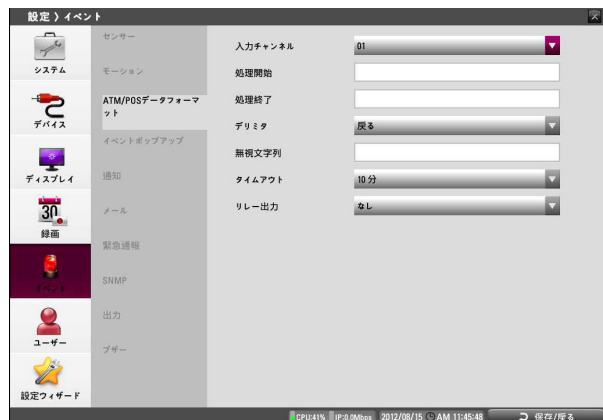 設定 〉イベント
システム
デバイス
ディスプレイ
30
録画
イベント
ユーザー
設定ウィザード
センサー
モーション
ATM/POSデータフォーマ
ット
イベントポップアップ
通知
メール
緊急通報
SNMP
出力
ブザー
入力チャンネル 01
処理開始
処理終了
デリミタ 戻る
無視文字列
タイムアウト 10 分
リレー出力 なし
CPU:41% IP:0.0Mbps 2012/08/15 AM 11:45:48 保存/戻る